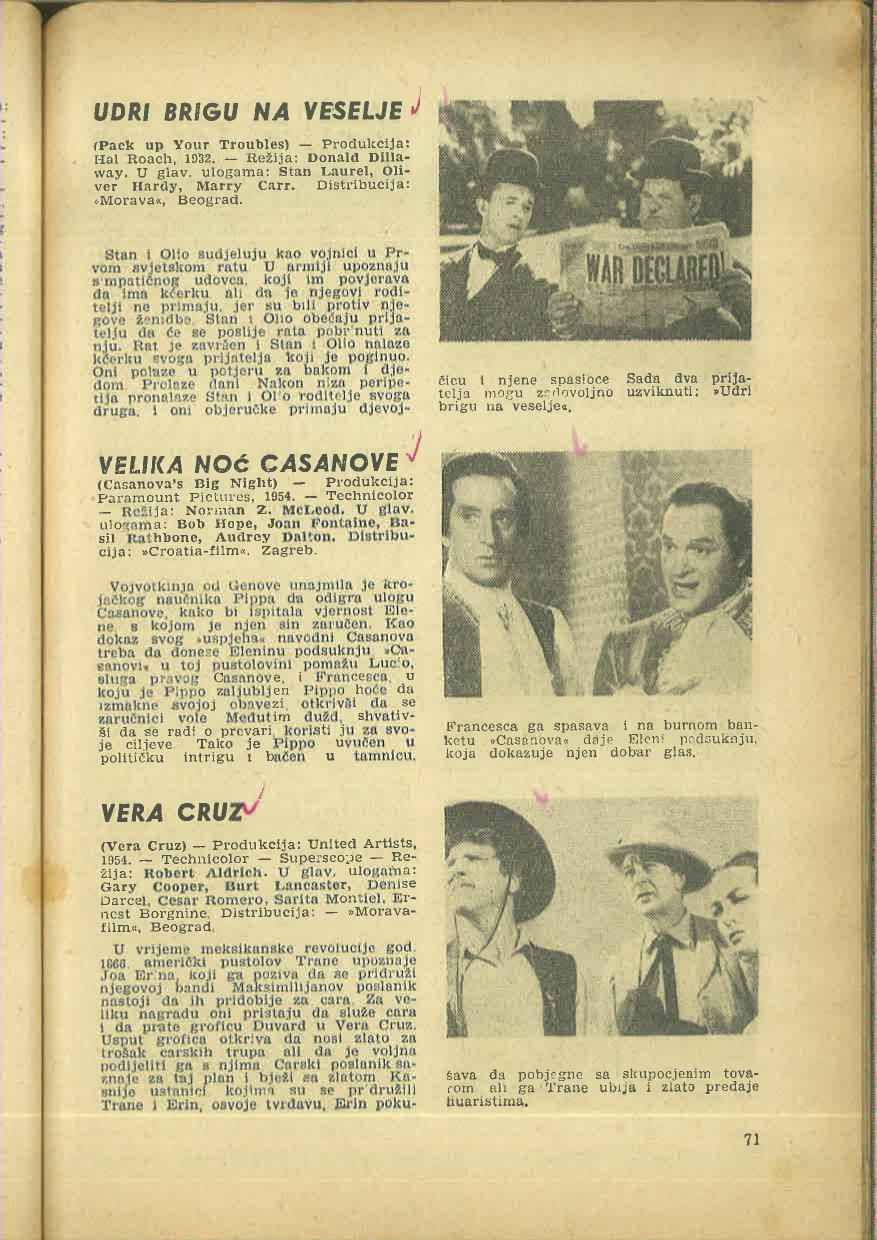 UDRI BRIGU NA VESELJE
(Pack up Your Troubles) — Produkcija:
Hal Roach, 1932. — Režija: Donald Dilla-
way. U glav. ulogama: Stan Laurel, Oli-
ver Hardy, Marry Carr. Distribucija:
»Morava«, Beograd.
Stan i Olio sudjeluju kao vojnici u Pr-
vom svjetskom ratu U armiji upoznaju
s'mpatičnog udovca, koji im povjerava
da ima kćerku, ali da je njegovi rodi-
telji ne primaju, jer su bili protiv nje-
gove ženidbe. Stan i Olio obećaju prija-
telju da će se poslije rata pobr'nuti za
nju. Rat je završen i Stan i Olio nalaze
kćerku svoga prijatelja koji je poginuo.
Oni polaze u potjeru za bakom i dje-
dom. Prolaze dani Nakon niza peripe-
tija pronalaze Stan i Ol'o roditelje svoga
druga, i oni objeručke primaju djevoj-
WAR DECLARED!
čicu i njene spasioce Sada dva prija-
telja mogu zadovoljno uzviknuti: »Udri
brigu na veselje«.
VELIKA NOĆ CASANOVE
(Casanova's Big Night) — Produkcija:
Paramount Pictures, 1954. — Technicolor
— Režija: Norman Z. McLeod. U glav.
ulogama: Bob Hope, Joan Fontaine, Ba-
sil Rathbone, Audrey Dalton. Distribu-
cija: »Croatia-film«. Zagreb.
Vojvotkinja od Genove unajmila je kro-
jačkog naučnika Pippa da odigra ulogu
Casanove, kako bi ispitala vjernost Ele-
ne, s kojom je njen sin zaručen. Kao
dokaz svog »uspjeha« navodni Casanova
treba da donese Eleninu podsuknju »Ca-
sanovi« u toj pustolovini pomažu Luc'o,
sluga pravog Casanove, i Francesca, u
koju je Pippo zaljubljen Pippo hoće da
izmakne svojoj obavezi, otkrivši da se
zaručnici vole Međutim dužd, shvativ-
ši da se radi o prevari, koristi ju za svo-
je ciljeve. Tako je Pippo uvučen u
političku intrigu i bačen u tamnicu.
Francesca ga spasava i na burnom ban-
ketu »Casanova« daje Eleni podsuknju,
koja dokazuje njen dobar glas.
VERA CRUZ
(Vera Cruz) — Produkcija: United Artists,
1954. — Technicolor — Superscope — Re-
žija: Robert Aldrich. U glav. ulogama:
Gary Cooper, Burt Lancaster, Denise
Darcel, Cesar Romero, Sarita Montiel, Er-
nest Borgnine. Distribucija: — »Morava-
film«, Beograd.
U vrijeme meksikanske revolucije god.
1866. američki pustolov Trane upoznaje
Joa Er'na, koji ga poziva da se pridruži
njegovoj bandi Maksimilijanov poslanik
nastoji da ih pridobije za cara. Za ve-
liku nagradu oni pristaju da služe cara
i da prate groficu Duvard u Vera Cruz.
Usput grofica otkriva da nosi zlato za
trošak carskih trupa ali da je voljna
podijeliti ga s njima Carski poslanik sa-
znaje za taj plan i bježi sa zlatom Ka-
snije ustanici kojima su se pr'družili
Trane i Erin, osvoje tvrđavu, Erin poku-
šava da pobjegne sa skupocjenim tova-
rom ali ga Trane ubija i zlato predaje
huaristima.
71